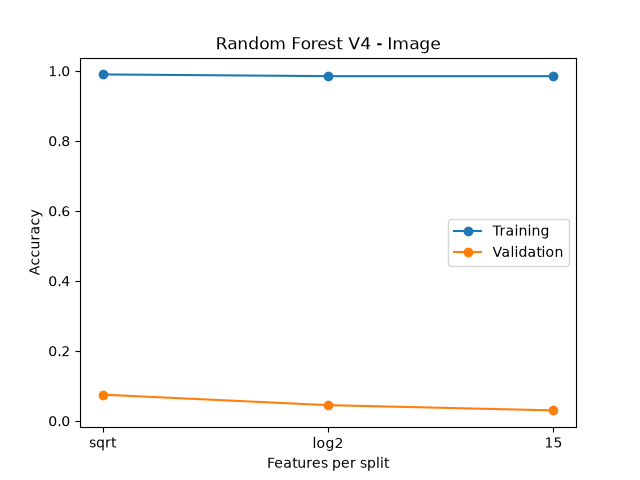 Random Forest V4 - Image
1.0
0.8
0.6
0.4
0.2
0.0
Accuracy
Training
Validation
sqrt
log2
15
Features per split